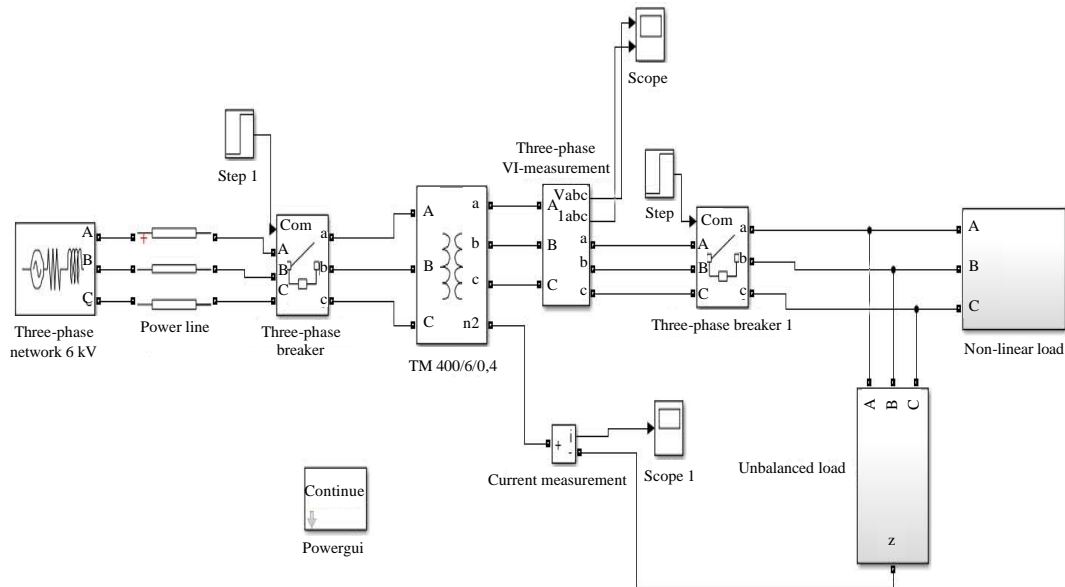 Scope
Three-phase
VI-measurement
Step 1
Step
Vabc
1abc
A
B
C
a
b
c
Com
A
B
C
a
b
c
A
B
C
a
b
c
n2
A
B
C
a
b
c
Com
A
B
C
a
b
c
A
B
C
Three-phase
network 6 kV
Power line
Three-phase
breaker
TM 400/6/0,4
Three-phase breaker 1
Non-linear load
+
i
-
Current measurement
Scope 1
A
B
C
Unbalanced load
z
Continue
Powergui